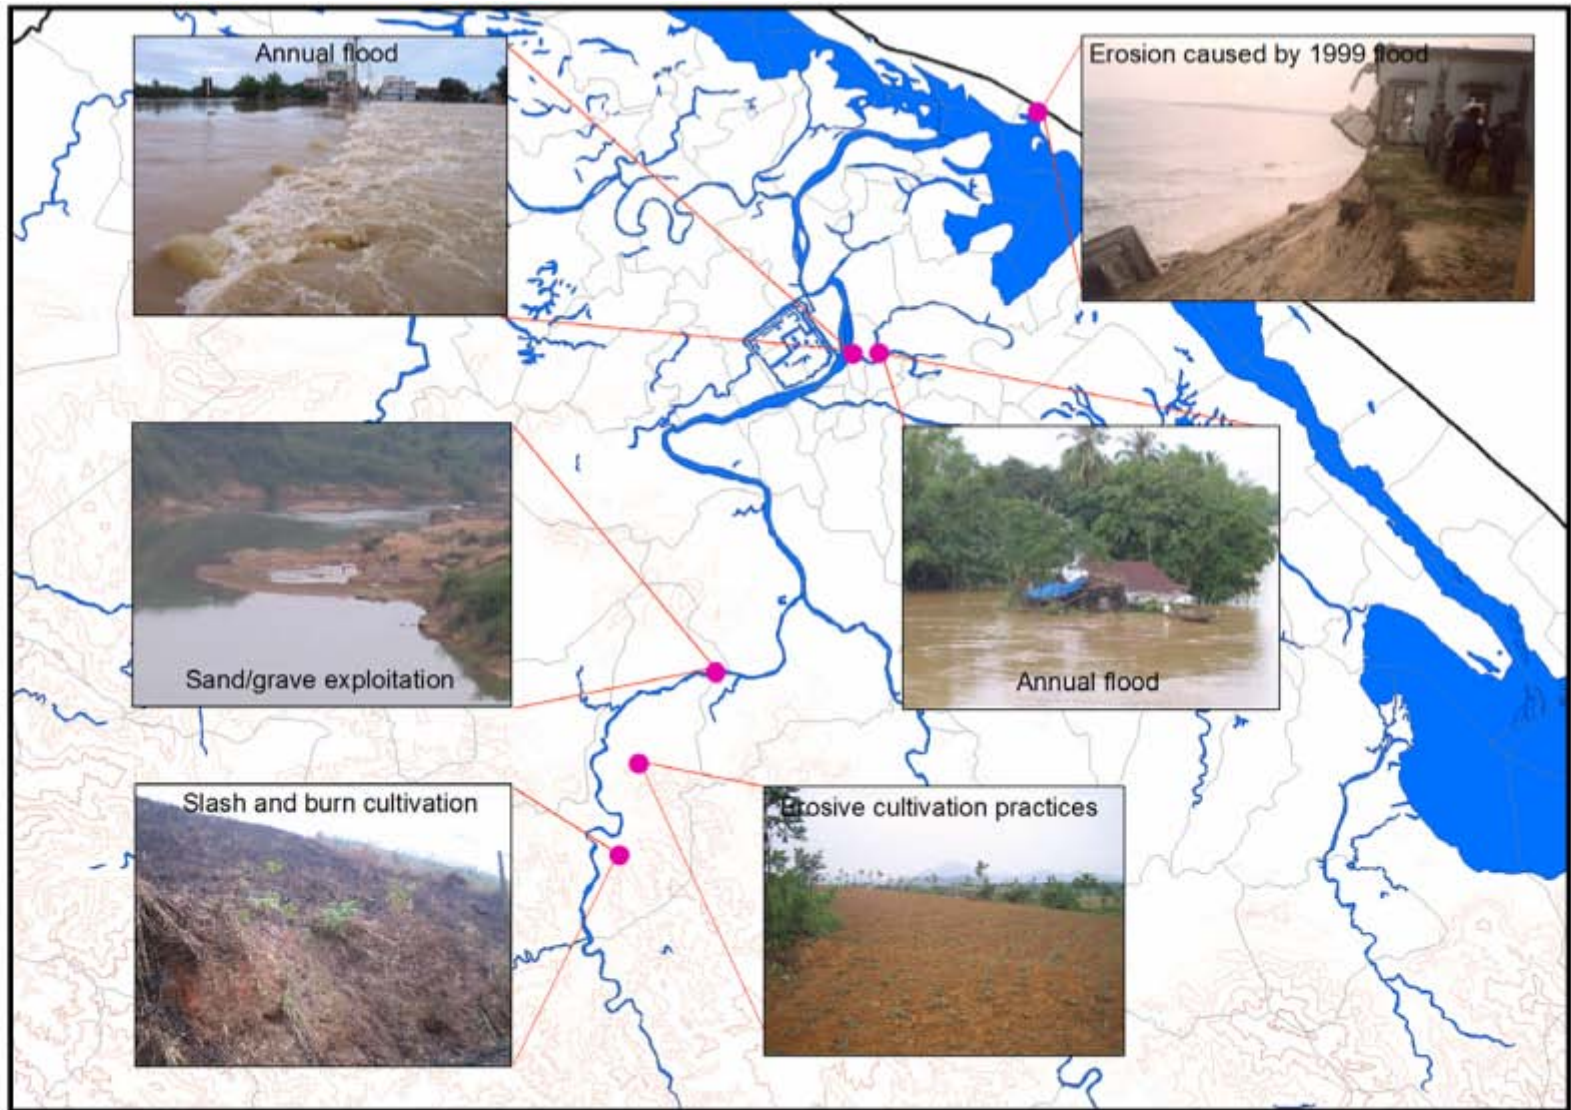 Annual flood
Erosion caused by 1999 flood
Sand/grave exploitation
Annual flood
Slash and burn cultivation
Erosive cultivation practices